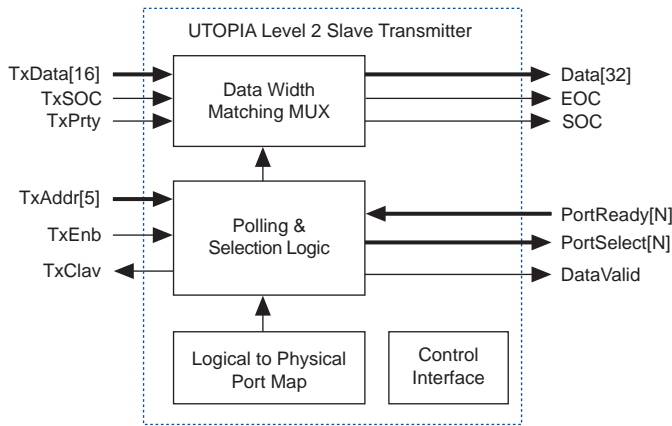 UTOPIA Level 2 Slave Transmitter
TxData[16]
TxSOC
TxPrty
Data Width
Matching MUX
Data[32]
EOC
SOC
TxAddr[5]
TxEnb
TxClav
Polling &
Selection Logic
PortReady[N]
PortSelect[N]
DataValid
Logical to Physical
Port Map
Control
Interface